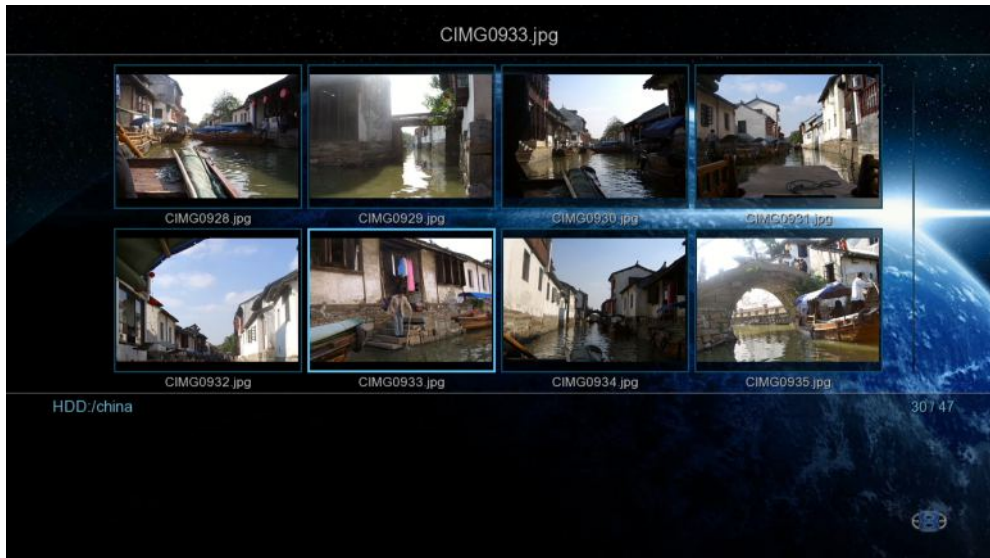 CIMG0933.jpg
CIMG0928.jpg
CIMG0929.jpg
CIMG0930.jpg
CIMG0931.jpg
CIMG0932.jpg
CIMG0933.jpg
CIMG0934.jpg
CIMG0935.jpg
HDD:/china
30 / 47